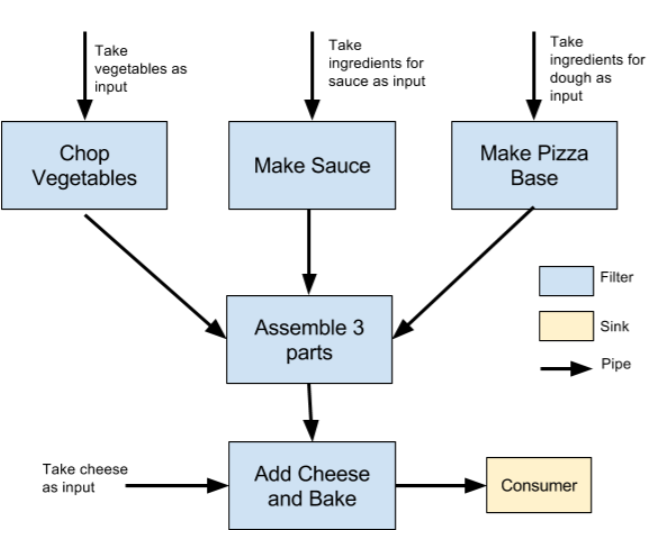 Take
vegetables as
input
Take
ingredients for
sauce as input
Take
ingredients for
dough as
input
Chop
Vegetables
Make Sauce
Make Pizza
Base
Assemble 3
parts
Filter
Sink
Pipe
Take cheese
as input
Add Cheese
and Bake
Consumer